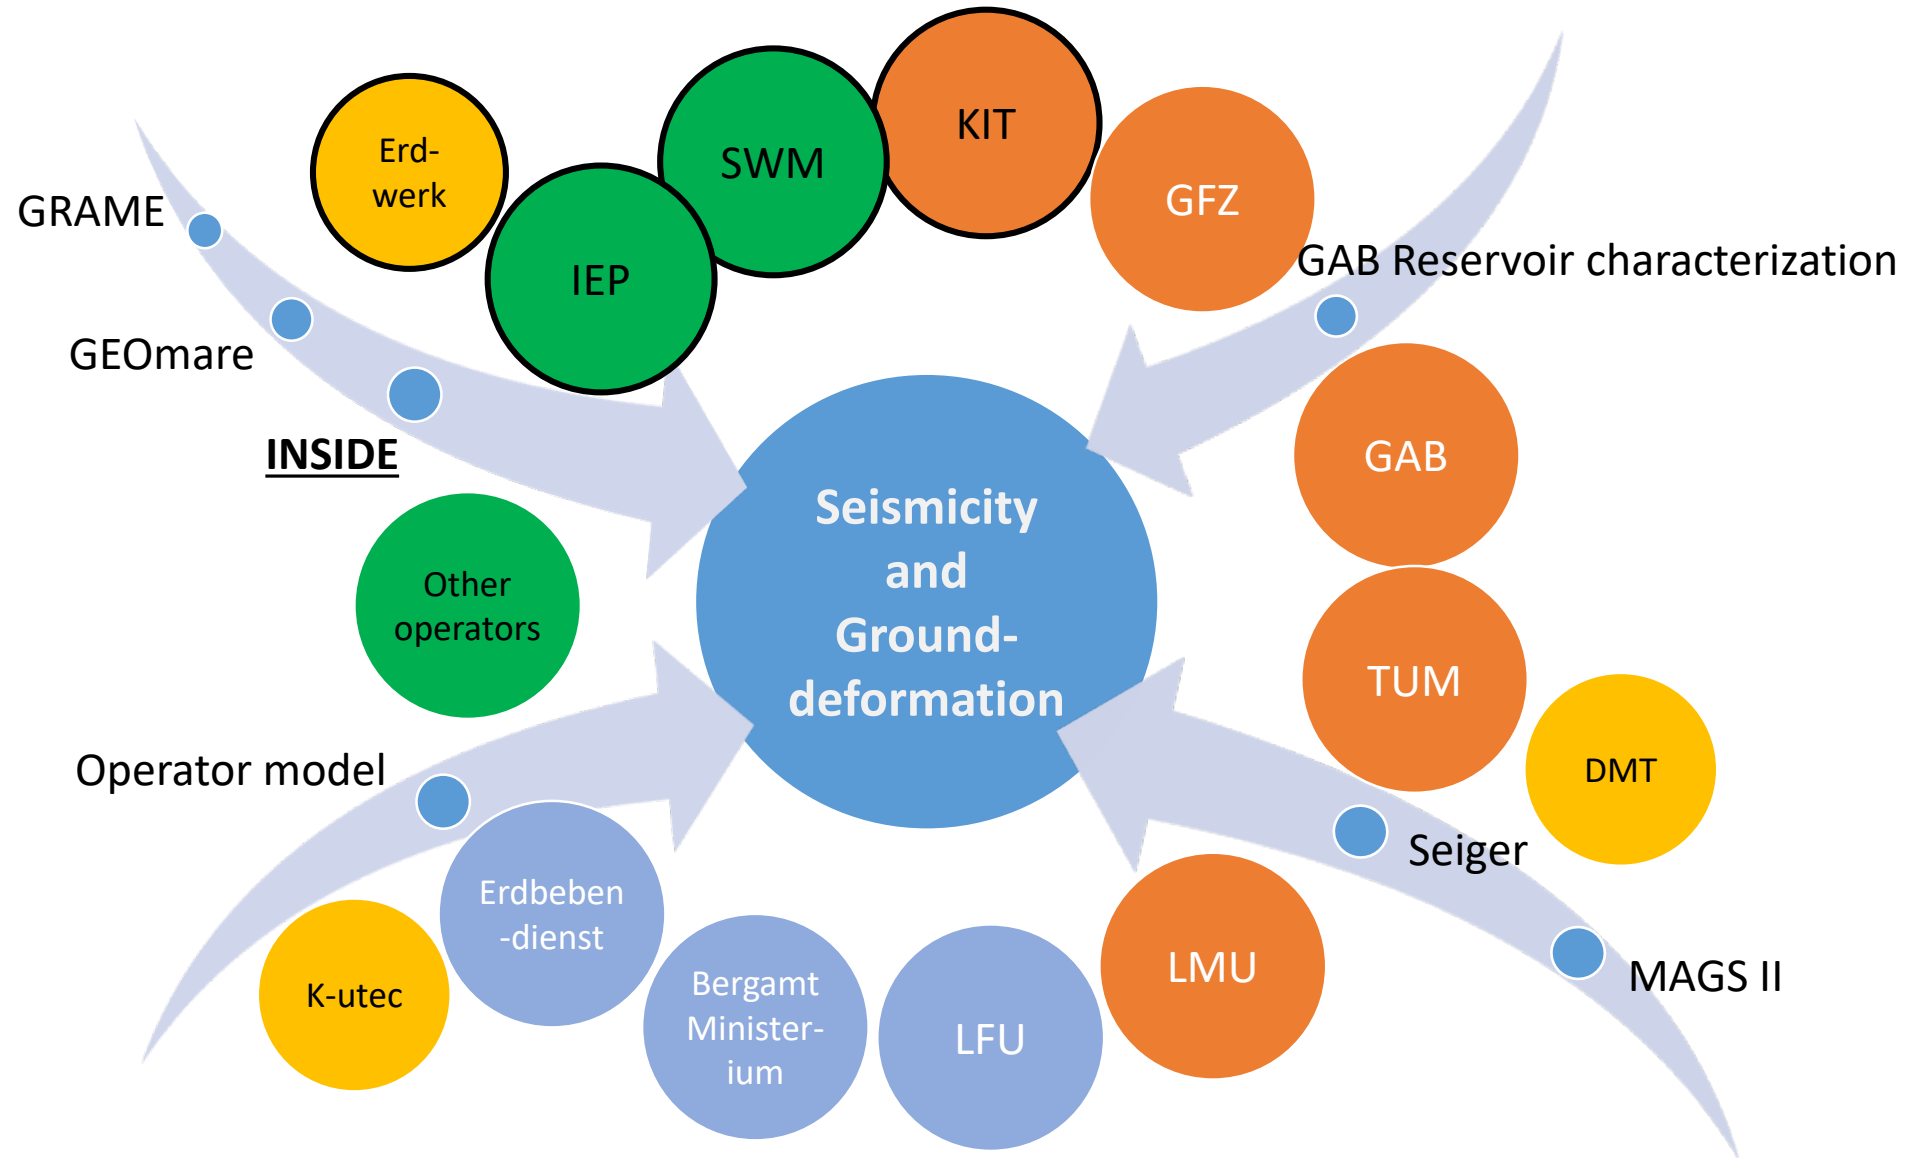 KIT
Erd-
werk
SWM
GFZ
GRAME
IEP
GAB Reservoir characterization
GEOmare
INSIDE
GAB
Seismicity
and
Ground-
deformation
Other
operators
TUM
Operator model
DMT
Seiger
Erdbeben
-dienst
LMU
MAGS II
K-utec
Bergamt
Minister-
ium
LFU